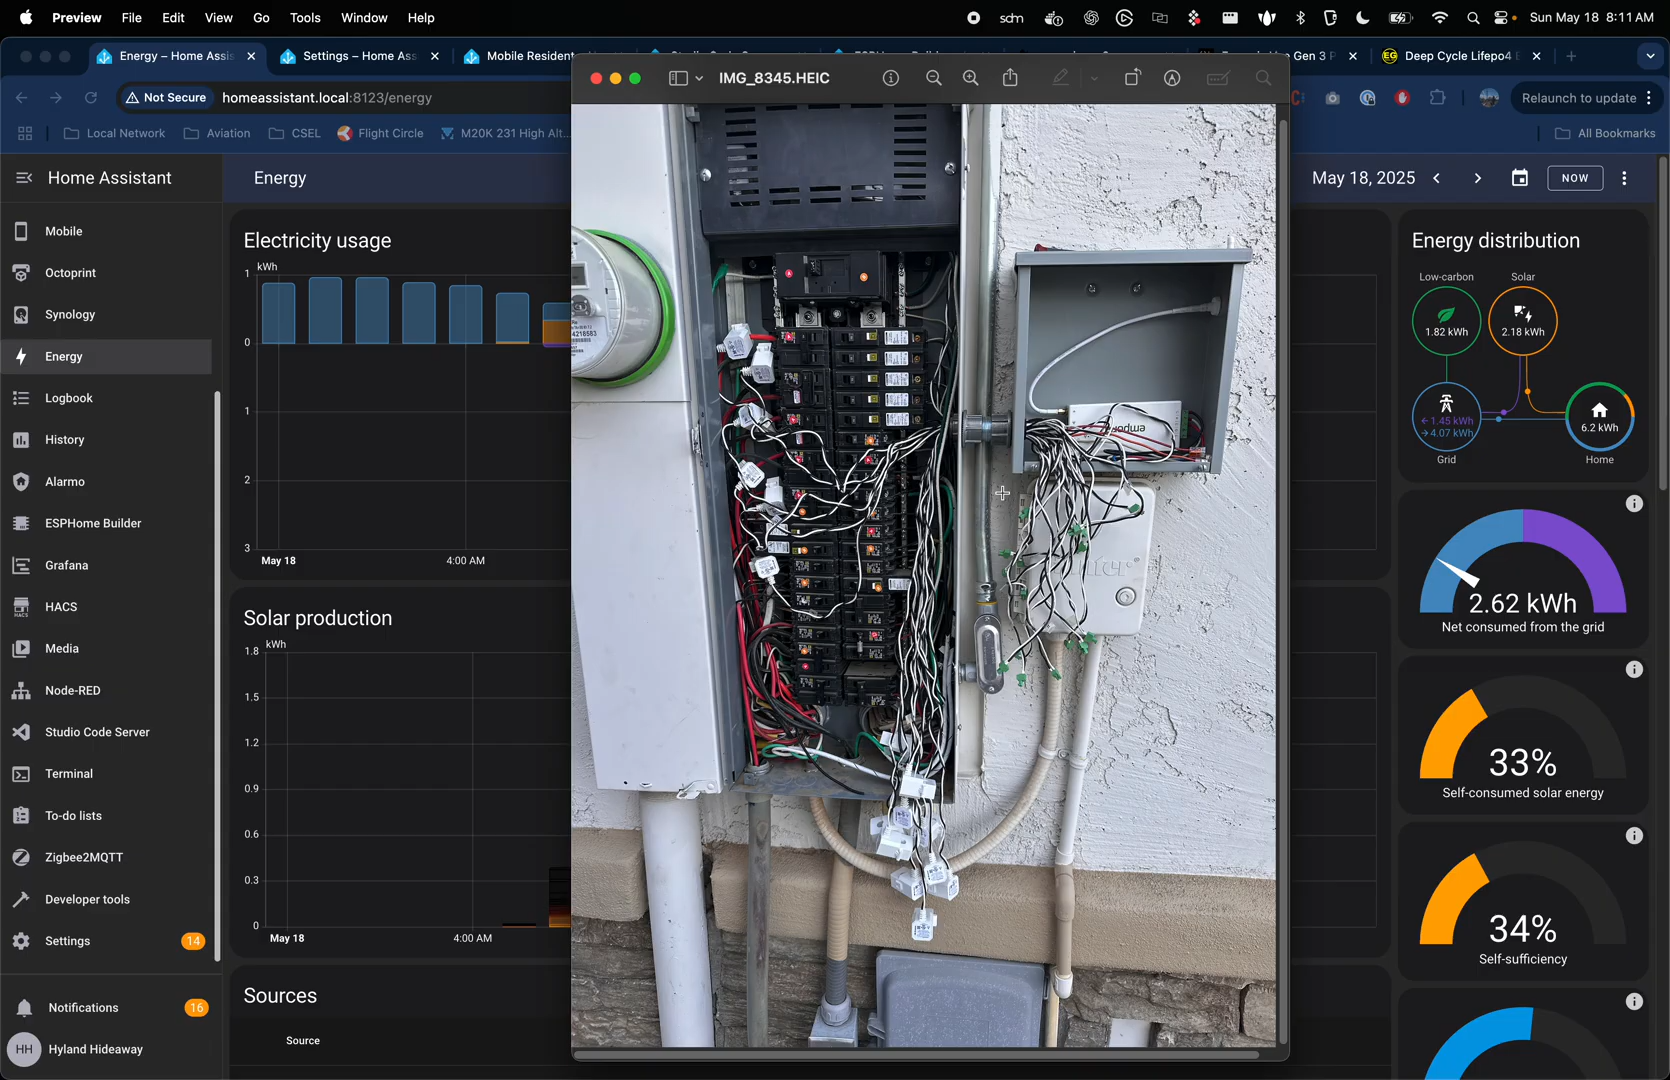 Preview File Edit View Go Tools Window Help
sdm
Sun May 18 8:11 AM
Energy – Home Assis
Settings – Home Ass
Mobile Resident
Gen 3 P
Deep Cycle Lifepo4 E
Not Secure
homeassistant.local:8123/energy
Relaunch to update
Local Network
Aviation
CSEL
Flight Circle
M20K 231 High Alt...
All Bookmarks
IMG_8345.HEIC
Home Assistant
Mobile
Octoprint
Synology
Energy
Logbook
History
Alarmo
ESPHome Builder
Grafana
HACS
Media
Node-RED
Studio Code Server
Terminal
To-do lists
Zigbee2MQTT
Developer tools
Settings
14
Notifications
16
HH
Hyland Hideaway
Energy
May 18, 2025
NOW
Electricity usage
kWh
1
0
1
2
3
May 18
4:00 AM
Solar production
kWh
1.8
1.5
1.2
0.9
0.6
0.3
0
May 18
4:00 AM
Sources
Source
Energy distribution
Low-carbon
Solar
1.82 kWh
2.18 kWh
← 1.45 kWh
→ 4.07 kWh
6.2 kWh
Grid
Home
2.62 kWh
Net consumed from the grid
33%
Self-consumed solar energy
34%
Self-sufficiency